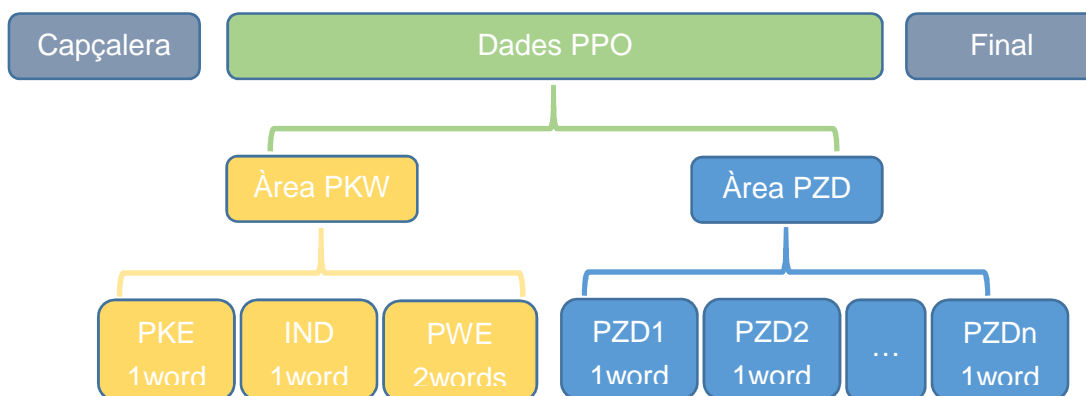 Capçalera
Dades PPO
Final
Àrea PKW
Àrea PZD
PKE
1word
IND
1word
PWE
2words
PZD1
1word
PZD2
1word
...
PZDn
1word